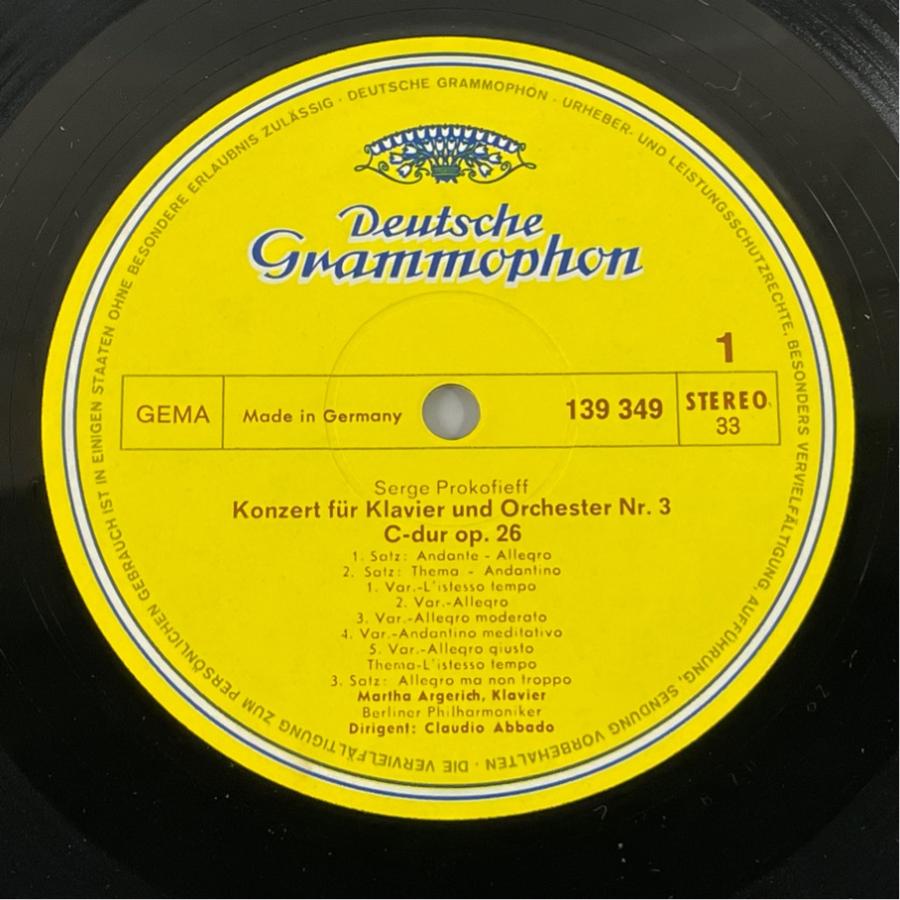 DEUTSCHE GRAMMOPHON · URHEBER- UND LEISTUNGSSCHUTZRECHTE, BESONDERS VERVIELFÄLTIGUNG, AUFFÜHRUNG, SENDUNG VORBEHALTEN · DIE VERVIELFÄLTIGUNG ZUM PERSÖNLICHEN GEBRAUCH IST IN EINIGEN STAATEN OHNE BESONDERE ERLAUBNIS ZULÄSSIG ·
Deutsche
Grammophon
1
GEMA Made in Germany 139 349 STEREO
33
Serge Prokofieff
Konzert für Klavier und Orchester Nr. 3
C-dur op. 26
1. Satz: Andante - Allegro
2. Satz: Thema - Andantino
1. Var.-L'istesso tempo
2. Var.-Allegro
3. Var.-Allegro moderato
4. Var.-Andantino meditativo
5. Var.-Allegro giusto
Thema-L'istesso tempo
3. Satz: Allegro ma non troppo
Martha Argerich, Klavier
Berliner Philharmoniker
Dirigent: Claudio Abbado